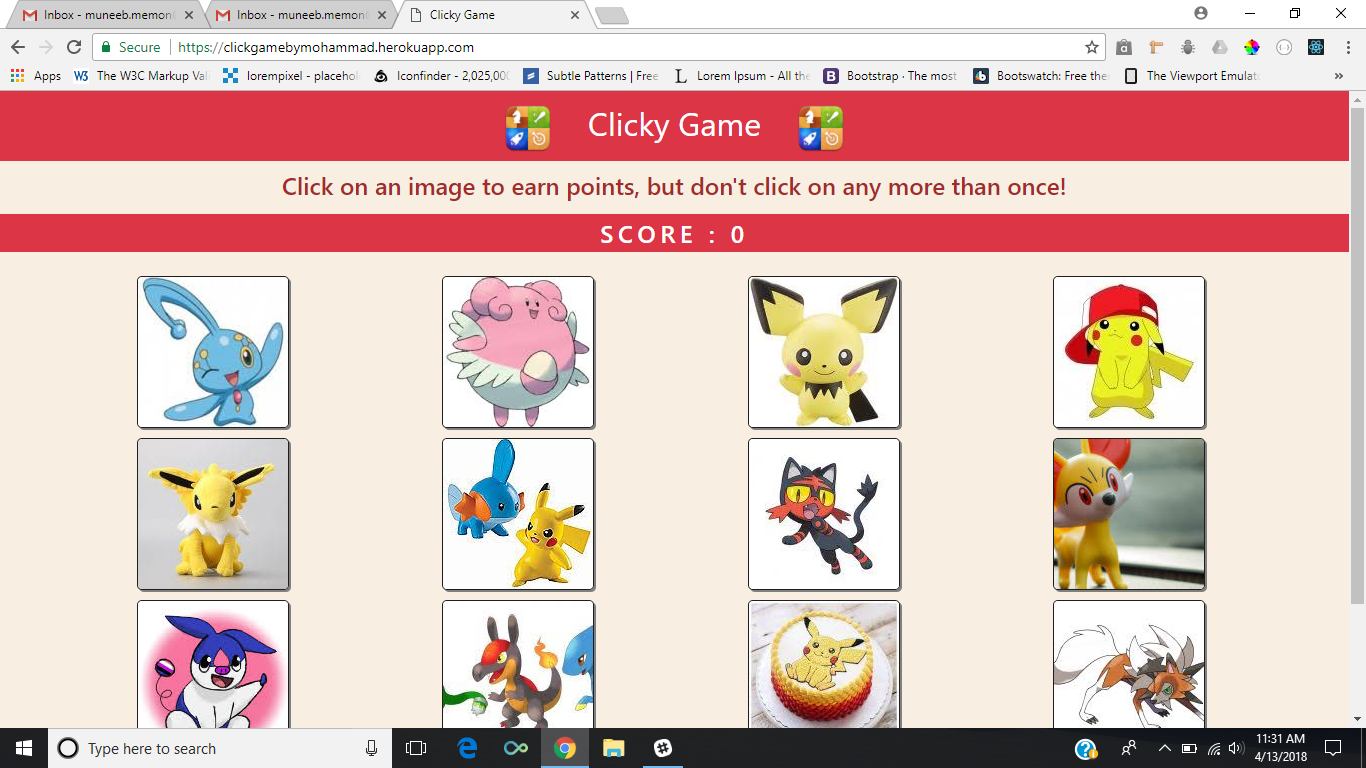 Inbox - muneeb.memon
Inbox - muneeb.memon
Clicky Game
Secure
https://clickgamebymohammad.herokuapp.com
Apps
The W3C Markup Val
lorempixel - placehol
Iconfinder - 2,025,000
Subtle Patterns | Free
Lorem Ipsum - All the
Bootstrap · The most
Bootswatch: Free the
The Viewport Emulat
Clicky Game
Click on an image to earn points, but don't click on any more than once!
SCORE : 0
Type here to search
11:31 AM
4/13/2018